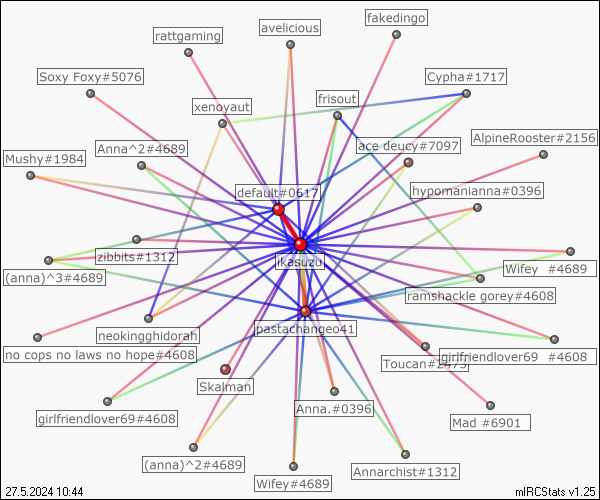 fakedingo
avelicious
rattgaming
Soxy Foxy#5076
Cypha#1717
frisout
xenoyaut
AlpineRooster#2156
ace deucy#7097
Anna^2#4689
Mushy#1984
hypomanianna#0396
default#0617
zibbits#1312
ikasuzu
Wifey #4689
(anna)^3#4689
ramshackle gorey#4608
pastachangeo41
neokingghidorah
no cops no laws no hope#4608
girlfriendlover69 #4608
Toucan#2475
Skalman
Anna.#0396
girlfriendlover69#4608
Mad #6901
(anna)^2#4689
Annarchist#1312
Wifey#4689
27.5.2024 10:44
mIRCStats v1.25